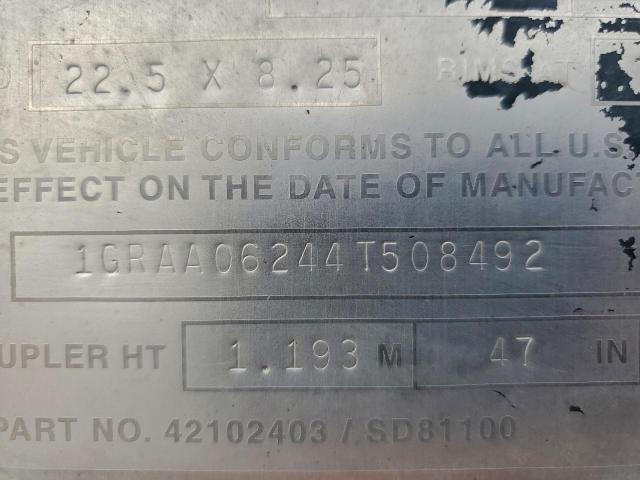 22.5 X 8.25 RIMS
S VEHICLE CONFORMS TO ALL U.S.
EFFECT ON THE DATE OF MANUFAC
1GRAA06244T508492
UPLER HT 1.193 M 47 IN
PART NO. 42102403 / SD81100